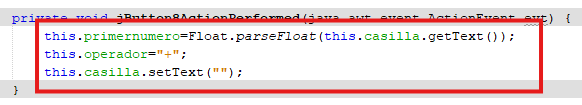 private void jButton8ActionPerformed(java.awt.event.ActionEvent evt) {
this.primernumero=Float.parseFloat(this.casilla.getText());
this.operador="+";
this.casilla.setText("");
}